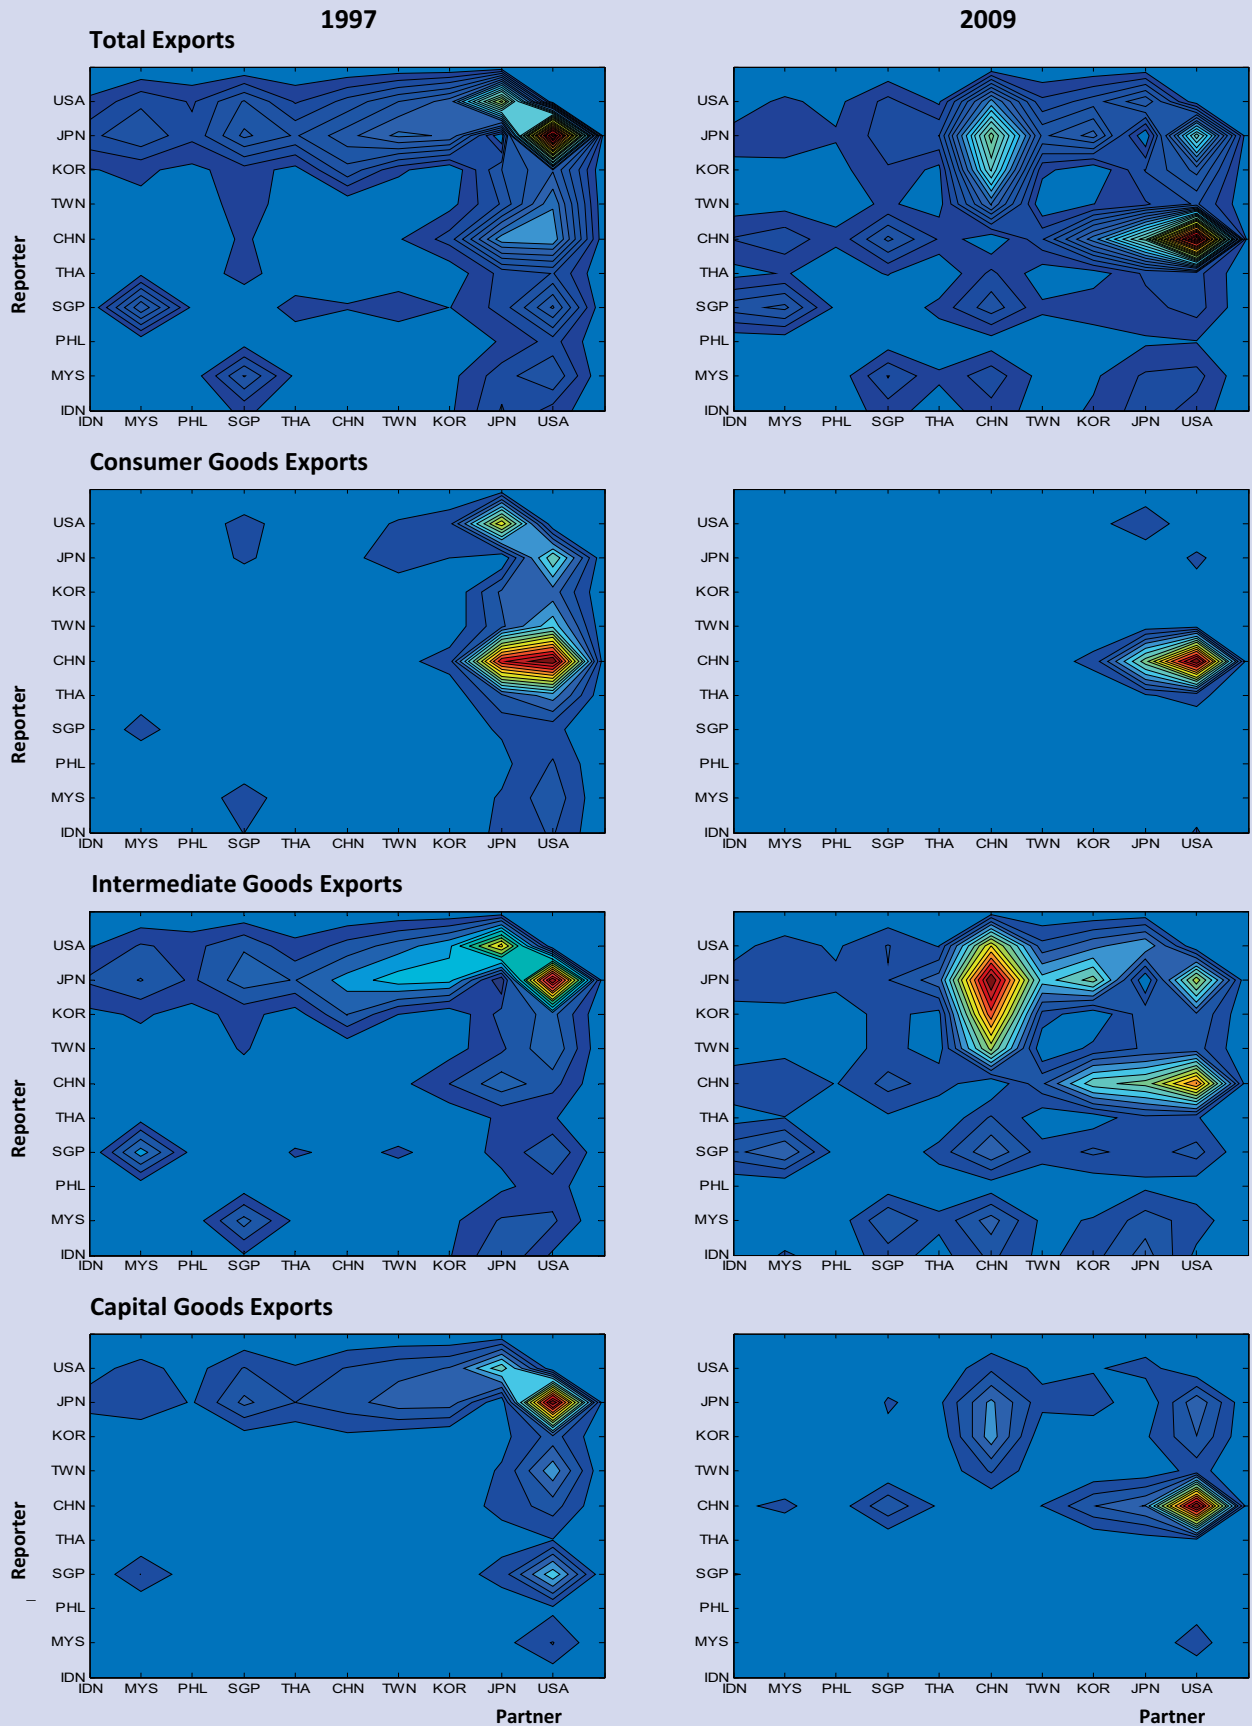 1997 2009
Total Exports
USA USA
JPN JPN
KOR KOR
TWN TWN
CHN CHN
THA THA
SGP SGP
PHL PHL
MYS MYS
IDN IDN
Reporter
IDN MYS PHL SGP THA CHN TWN KOR JPN USA IDN MYS PHL SGP THA CHN TWN KOR JPN USA
Consumer Goods Exports
USA USA
JPN JPN
KOR KOR
TWN TWN
CHN CHN
THA THA
SGP SGP
PHL PHL
MYS MYS
IDN IDN
Reporter
IDN MYS PHL SGP THA CHN TWN KOR JPN USA IDN MYS PHL SGP THA CHN TWN KOR JPN USA
Intermediate Goods Exports
USA USA
JPN JPN
KOR KOR
TWN TWN
CHN CHN
THA THA
SGP SGP
PHL PHL
MYS MYS
IDN IDN
Reporter
IDN MYS PHL SGP THA CHN TWN KOR JPN USA IDN MYS PHL SGP THA CHN TWN KOR JPN USA
Capital Goods Exports
USA USA
JPN JPN
KOR KOR
TWN TWN
CHN CHN
THA THA
SGP SGP
PHL PHL
MYS MYS
IDN IDN
Reporter
IDN MYS PHL SGP THA CHN TWN KOR JPN USA IDN MYS PHL SGP THA CHN TWN KOR JPN USA
Partner Partner